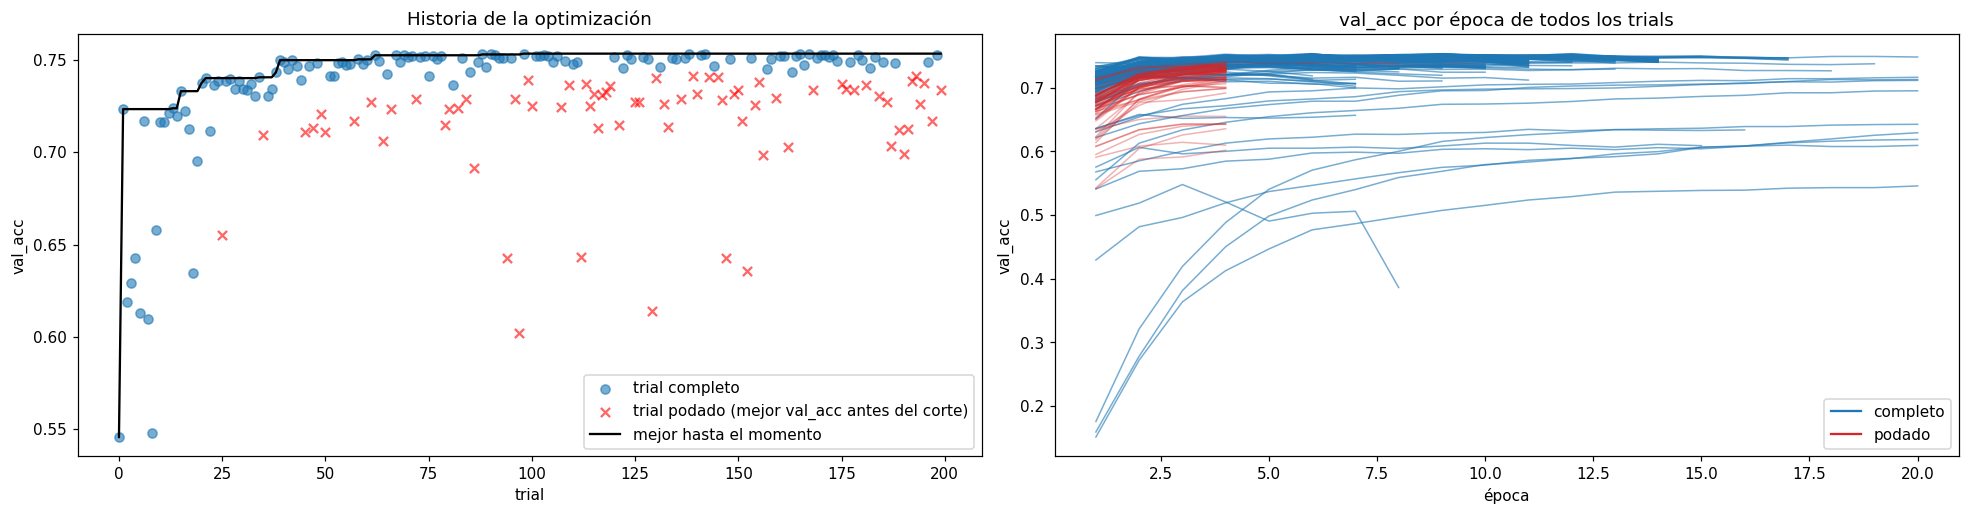 Historia de la optimización
val_acc
0.75
0.70
0.65
0.60
0.55
0
25
50
75
100
125
150
175
200
trial
trial completo
trial podado (mejor val_acc antes del corte)
mejor hasta el momento
val_acc por época de todos los trials
val_acc
0.7
0.6
0.5
0.4
0.3
0.2
2.5
5.0
7.5
10.0
12.5
15.0
17.5
20.0
época
completo
podado